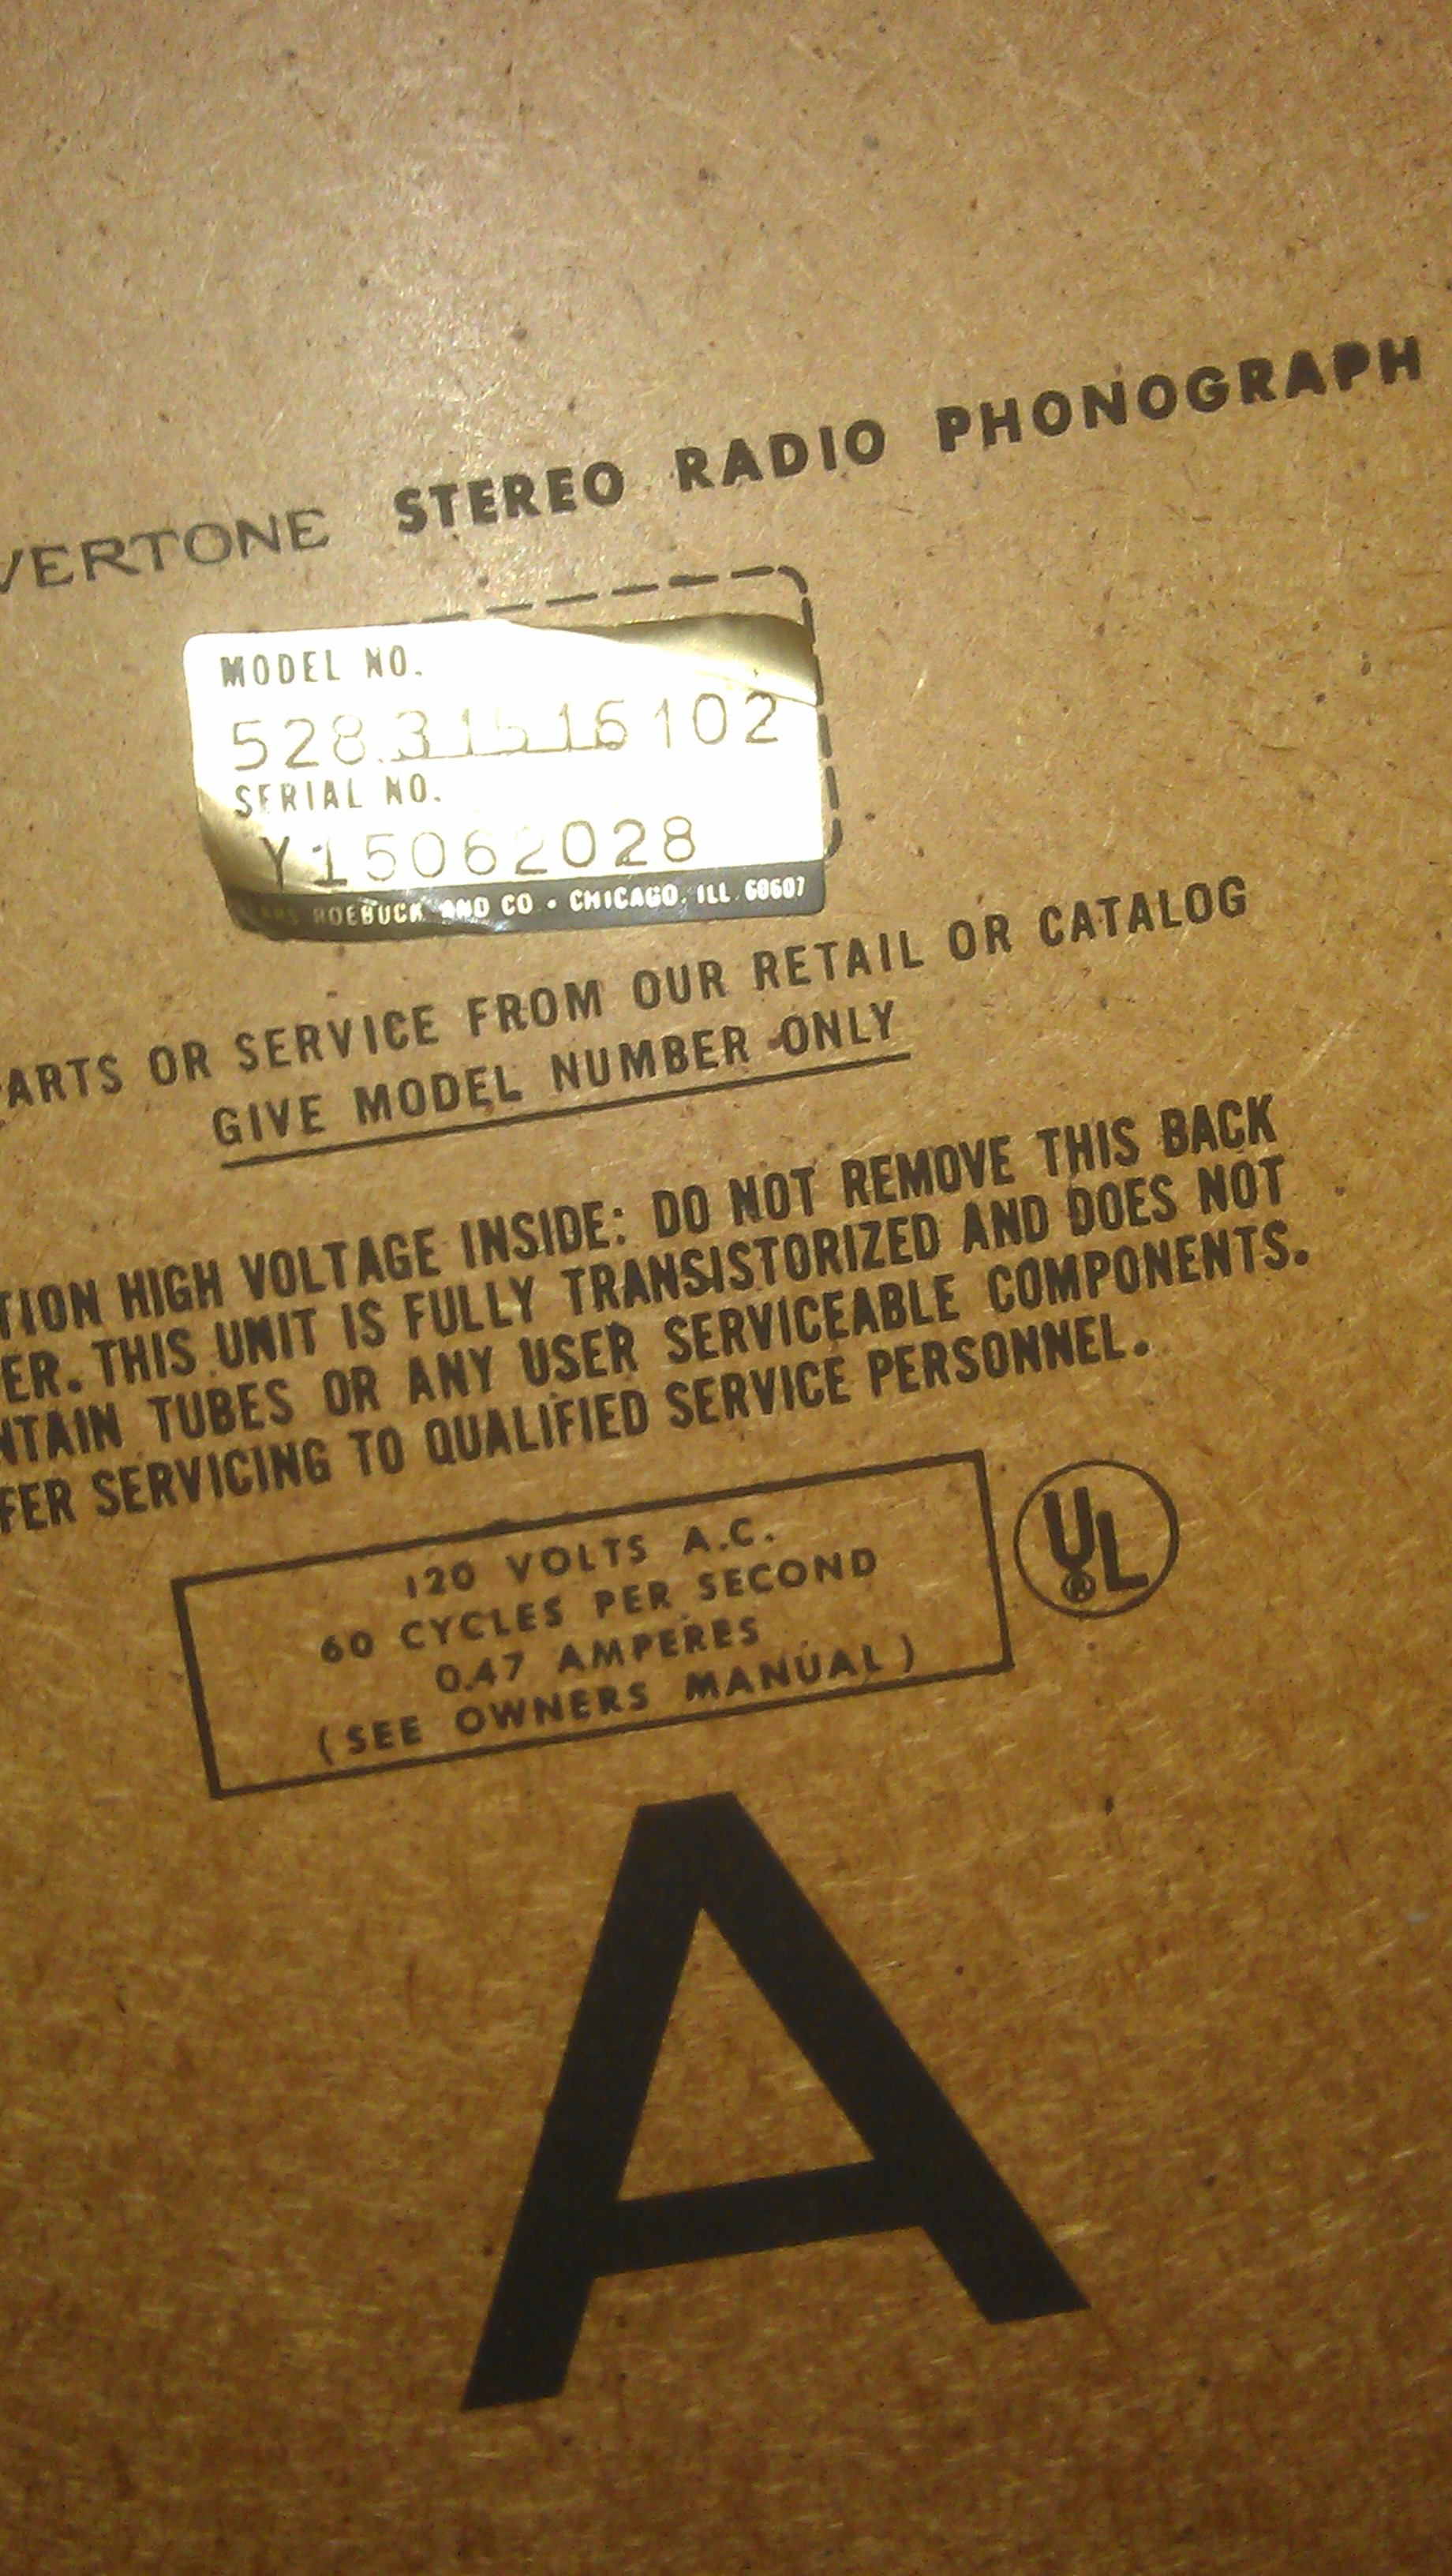 VERTONE STEREO RADIO PHONOGRAPH
MODEL NO.
528.31516102
SERIAL NO.
Y15062028
ROEBUCK AND CO • CHICAGO, ILL 60607
PARTS OR SERVICE FROM OUR RETAIL OR CATALOG
GIVE MODEL NUMBER ONLY
TION HIGH VOLTAGE INSIDE: DO NOT REMOVE THIS BACK
ER. THIS UNIT IS FULLY TRANSISTORIZED AND DOES NOT
NTAIN TUBES OR ANY USER SERVICEABLE COMPONENTS.
FER SERVICING TO QUALIFIED SERVICE PERSONNEL.
120 VOLTS A.C.
60 CYCLES PER SECOND
0.47 AMPERES
(SEE OWNERS MANUAL)
UL ®
A